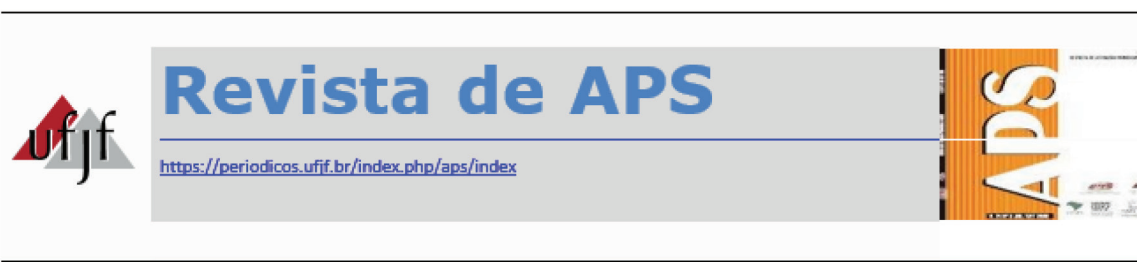 Revista de APS
ufjf
https://periodicos.ufjf.br/index.php/aps/index
APS